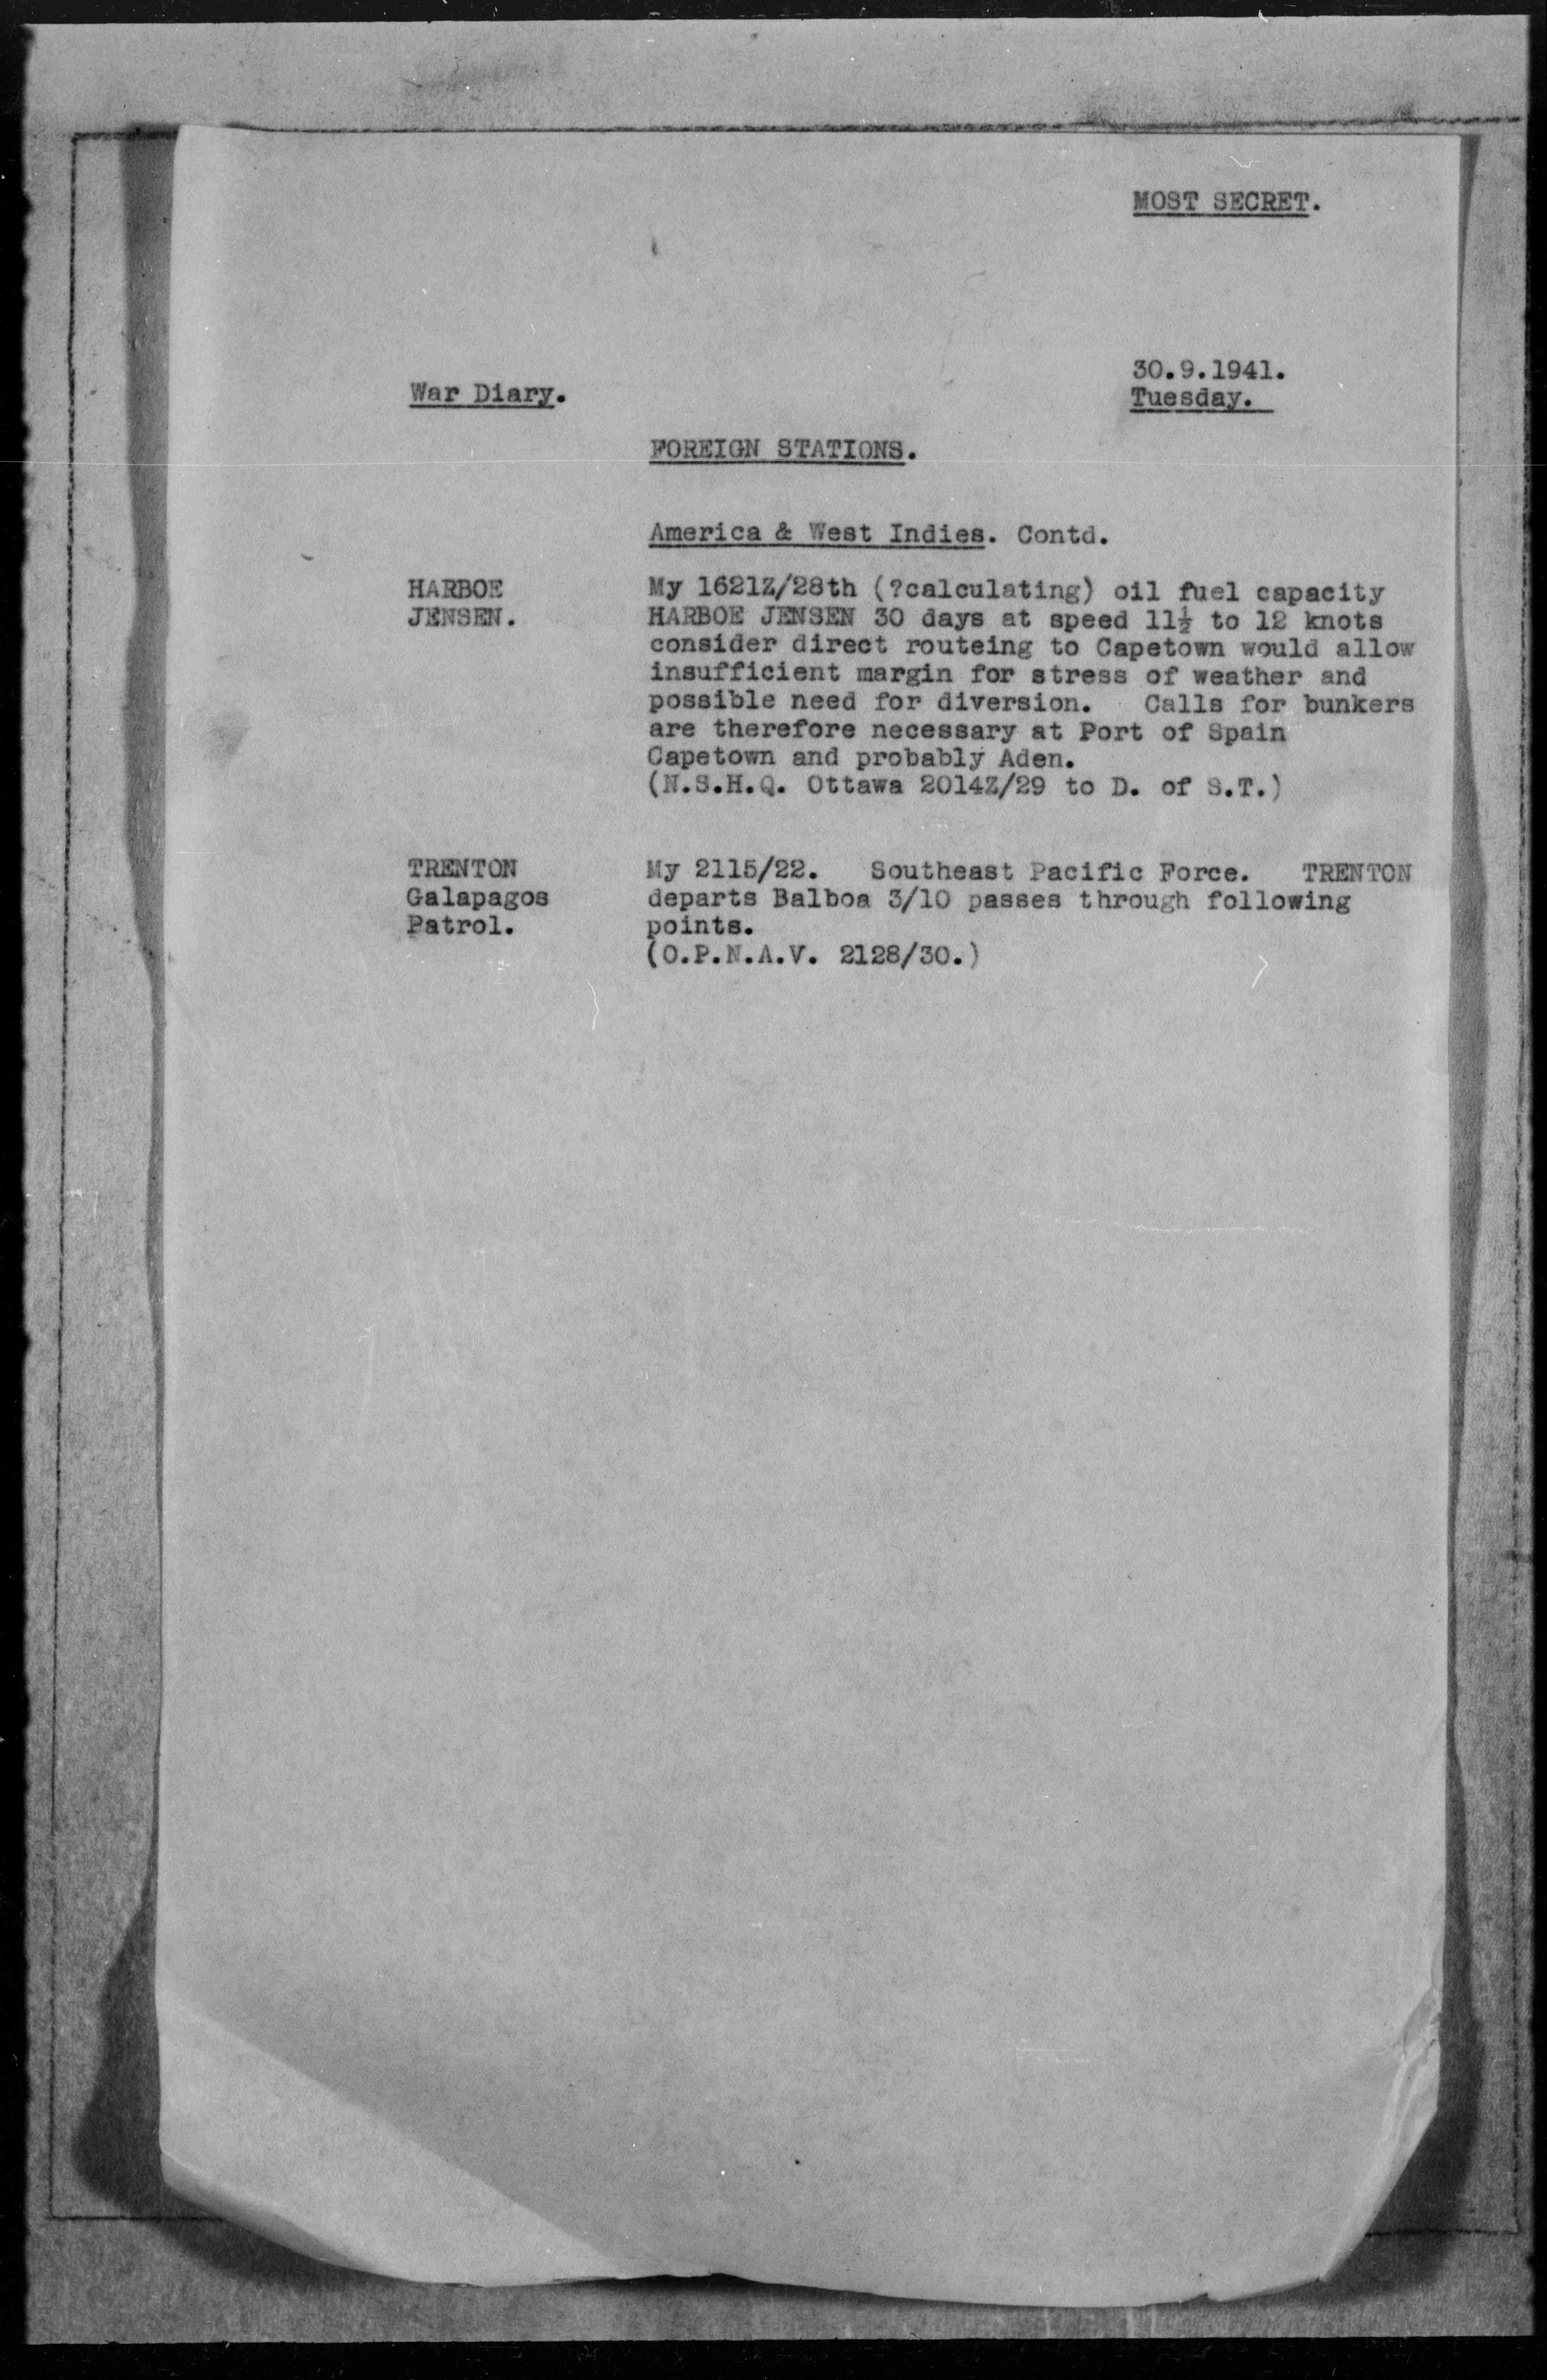 MOST SECRET.
30.9.1941.
War Diary.
Tuesday.
FOREIGN STATIONS.
America & West Indies. Contd.
HARBOE
JENSEN.
My 1621Z/28th (?calculating) oil fuel capacity
HARBOE JENSEN 30 days at speed 11½ to 12 knots
consider direct routeing to Capetown would allow
insufficient margin for stress of weather and
possible need for diversion. Calls for bunkers
are therefore necessary at Port of Spain
Capetown and probably Aden.
(N.S.H.Q. Ottawa 2014Z/29 to D. of S.T.)
TRENTON
Galapagos
Patrol.
My 2115/22. Southeast Pacific Force. TRENTON
departs Balboa 3/10 passes through following
points.
(O.P.N.A.V. 2128/30.)